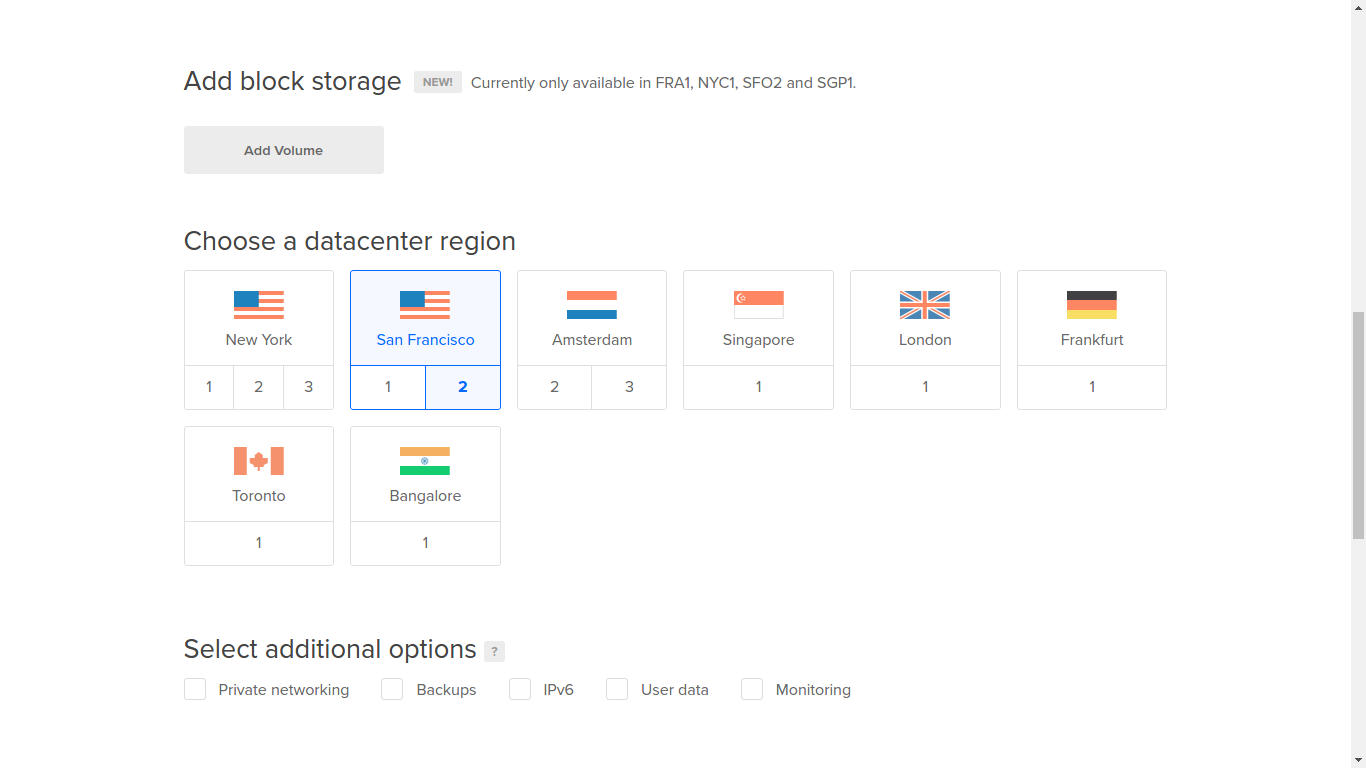 Add block storage NEW! Currently only available in FRA1, NYC1, SFO2 and SGP1.
Add Volume
Choose a datacenter region
New York San Francisco Amsterdam Singapore London Frankfurt
1 2 3 1 2 2 3 1 1 1
Toronto Bangalore
1 1
Select additional options ?
Private networking Backups IPv6 User data Monitoring